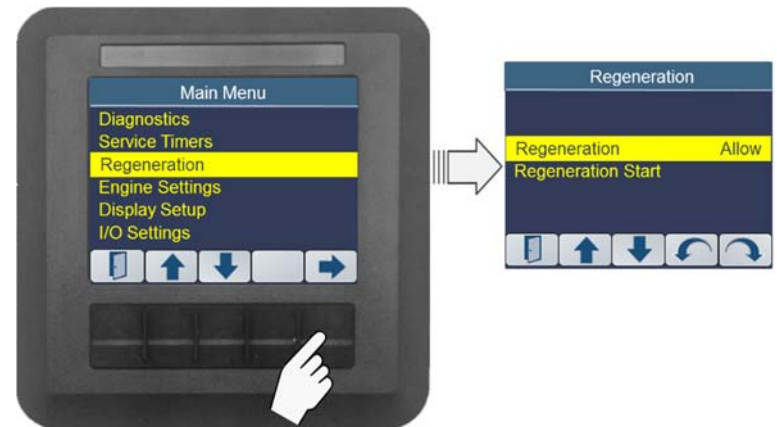 Main Menu
Diagnostics
Service Timers
Regeneration
Engine Settings
Display Setup
I/O Settings
Regeneration
Regeneration Allow
Regeneration Start